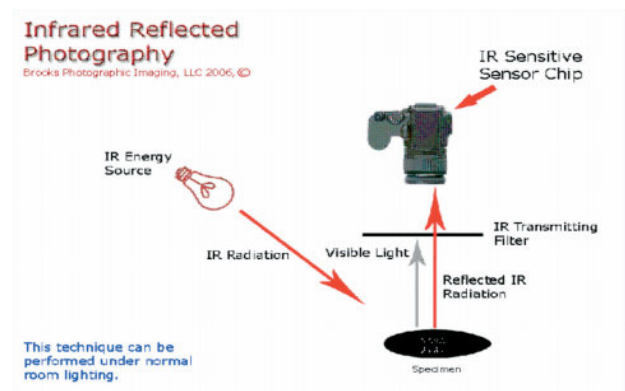 Infrared Reflected
Photography
Brooks Photographic Imaging, LLC 2006, ©
IR Sensitive
Sensor Chip
IR Energy
Source
IR Transmitting
Filter
IR Radiation
Visible Light
Reflected IR
Radiation
This technique can be
performed under normal
room lighting.
Specimen